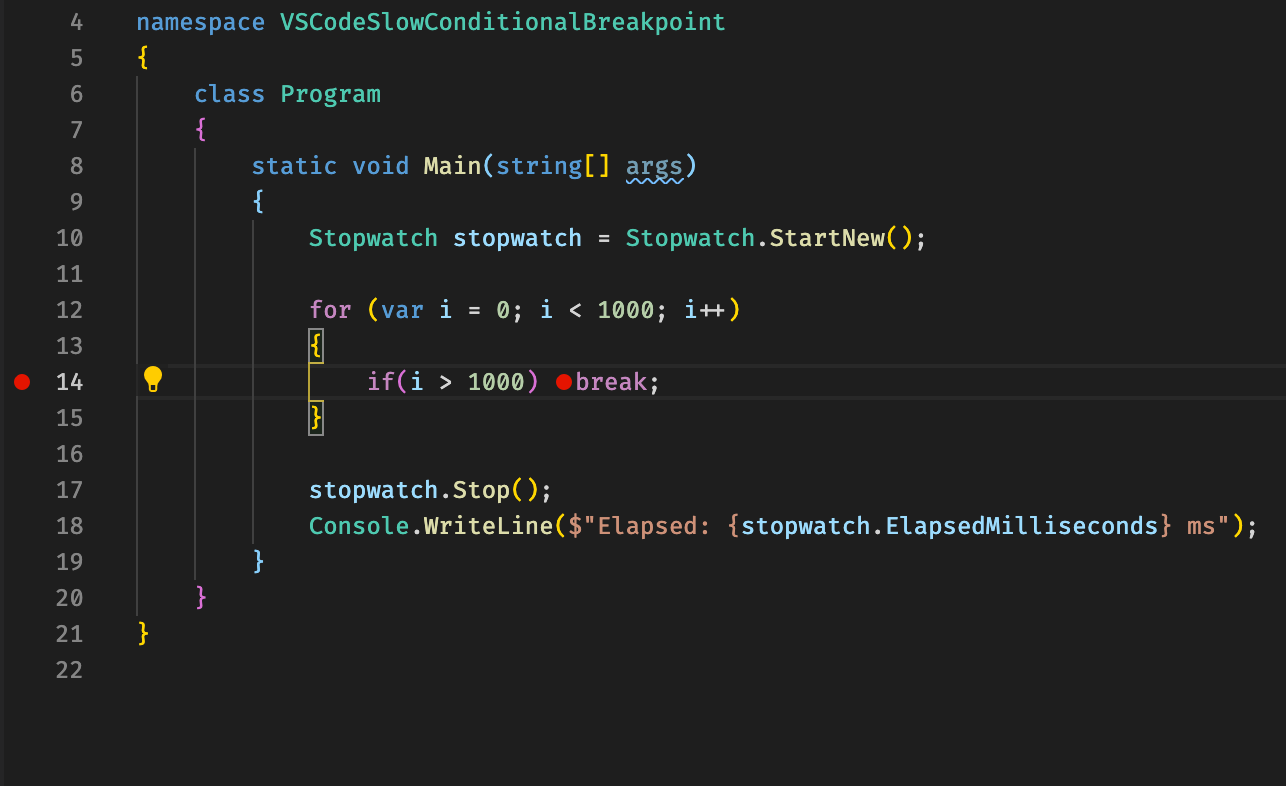 4 namespace VSCodeSlowConditionalBreakpoint
5 {
6 class Program
7 {
8 static void Main(string[] args)
9 {
10 Stopwatch stopwatch = Stopwatch.StartNew();
11
12 for (var i = 0; i < 1000; i++)
13 {
14 if(i > 1000) break;
15 }
16
17 stopwatch.Stop();
18 Console.WriteLine($"Elapsed: {stopwatch.ElapsedMilliseconds} ms");
19 }
20 }
21 }
22